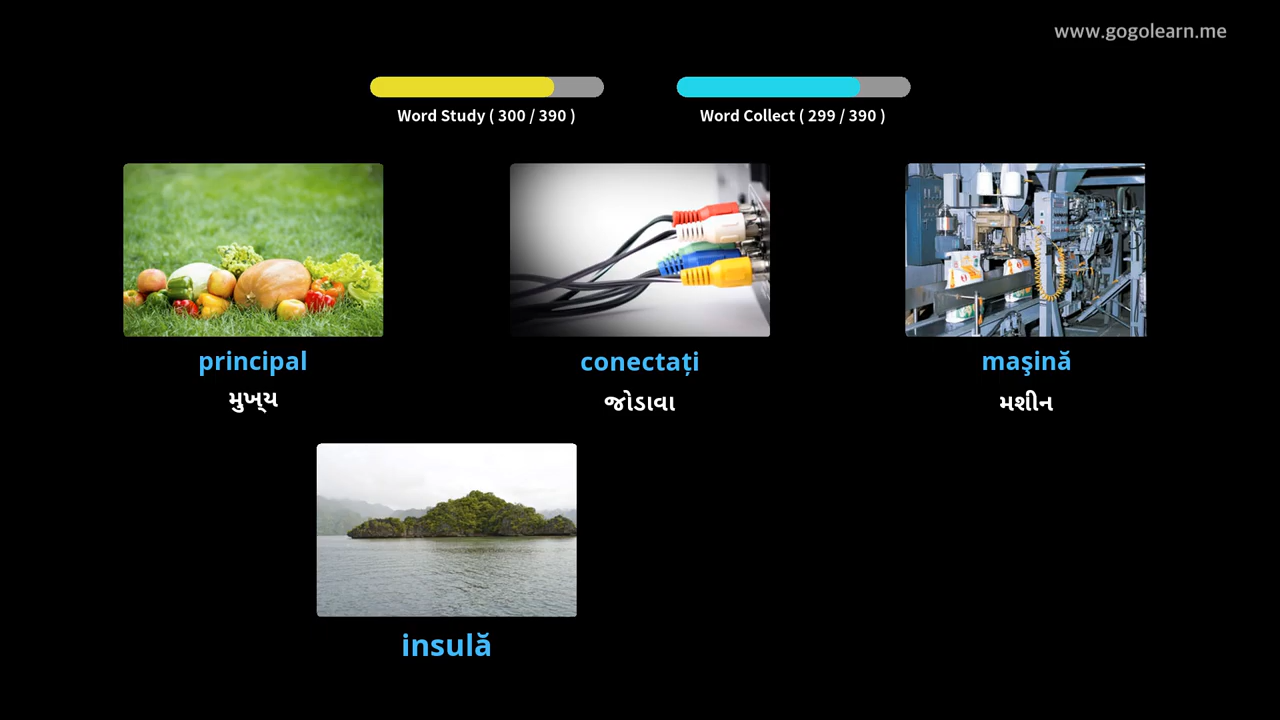 www.gogolearn.me
Word Study ( 300 / 390 )
Word Collect ( 299 / 390 )
principal
conectați
maşină
મુખ્ય
જોડાવા
મશીન
insulă